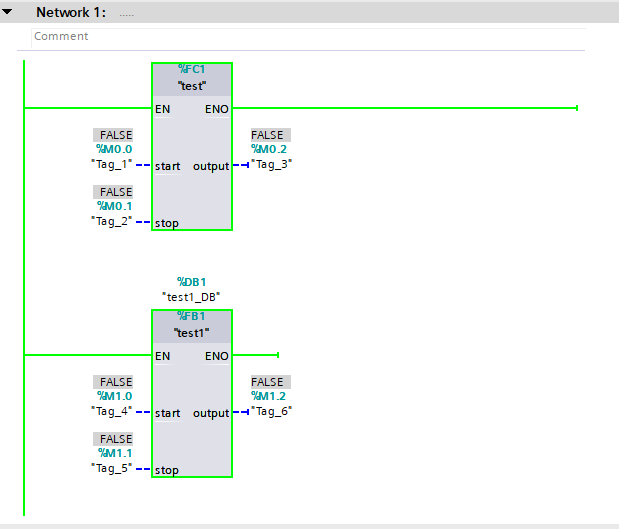 Network 1: .....
Comment
%FC1
"test"
EN ENO
FALSE FALSE
%M0.0 %M0.2
"Tag_1" start output "Tag_3"
FALSE
%M0.1
"Tag_2" stop
%DB1
"test1_DB"
%FB1
"test1"
EN ENO
FALSE FALSE
%M1.0 %M1.2
"Tag_4" start output "Tag_6"
FALSE
%M1.1
"Tag_5" stop